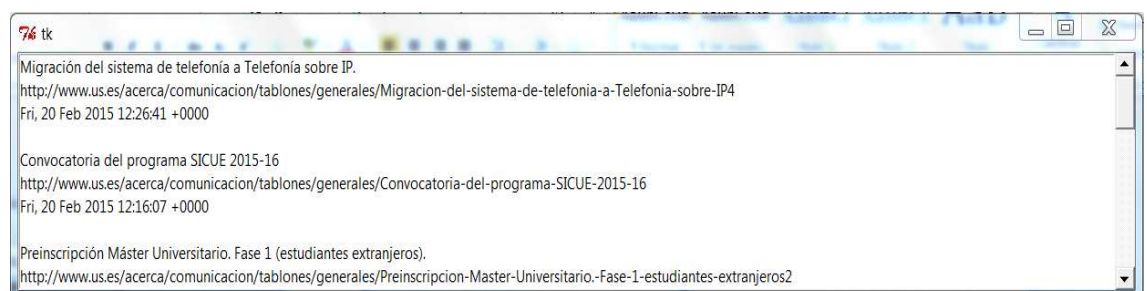 tk
Migración del sistema de telefonía a Telefonía sobre IP.
http://www.us.es/acerca/comunicacion/tablones/generales/Migracion-del-sistema-de-telefonia-a-Telefonia-sobre-IP4
Fri, 20 Feb 2015 12:26:41 +0000
Convocatoria del programa SICUE 2015-16
http://www.us.es/acerca/comunicacion/tablones/generales/Convocatoria-del-programa-SICUE-2015-16
Fri, 20 Feb 2015 12:16:07 +0000
Preinscripción Máster Universitario. Fase 1 (estudiantes extranjeros).
http://www.us.es/acerca/comunicacion/tablones/generales/Preinscripcion-Master-Universitario.-Fase-1-estudiantes-extranjeros2